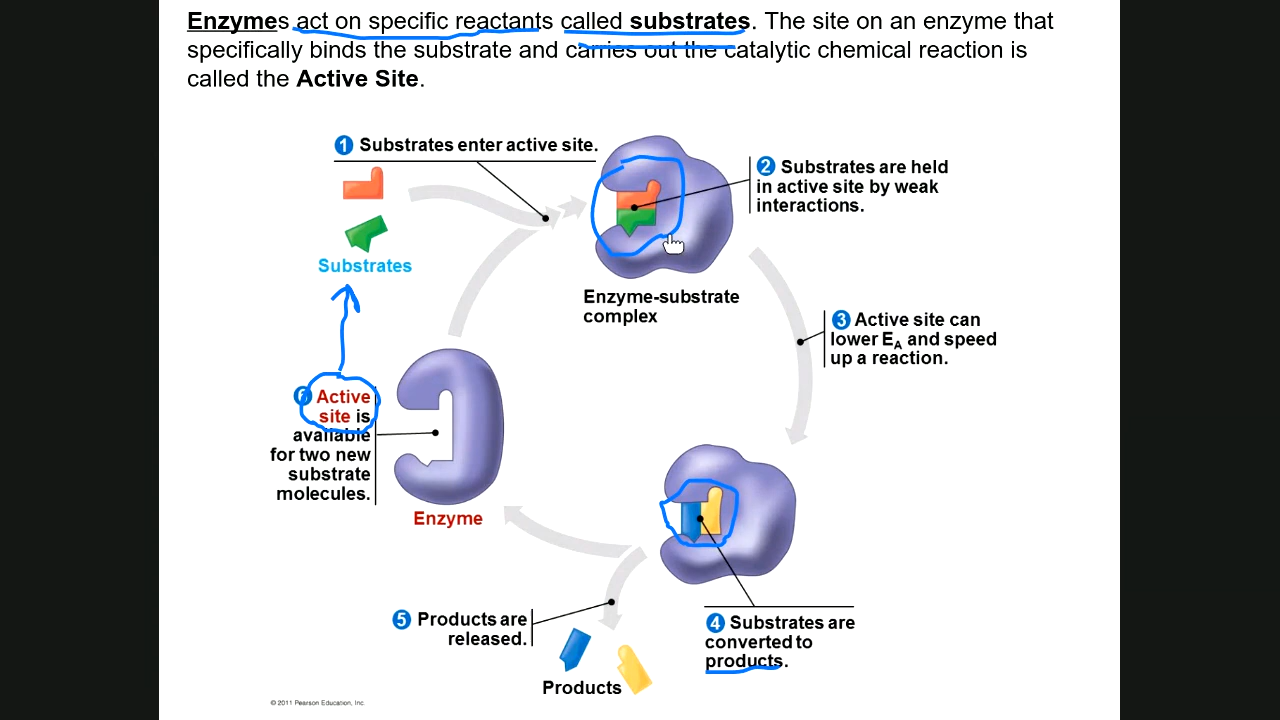 Enzymes act on specific reactants called substrates. The site on an enzyme that
specifically binds the substrate and carries out the catalytic chemical reaction is
called the Active Site.
1 Substrates enter active site.
2 Substrates are held
in active site by weak
interactions.
Substrates
Enzyme-substrate
complex
3 Active site can
lower EA and speed
up a reaction.
6 Active
site is
available
for two new
substrate
molecules.
Enzyme
5 Products are
released.
4 Substrates are
converted to
products.
Products
© 2011 Pearson Education, Inc.